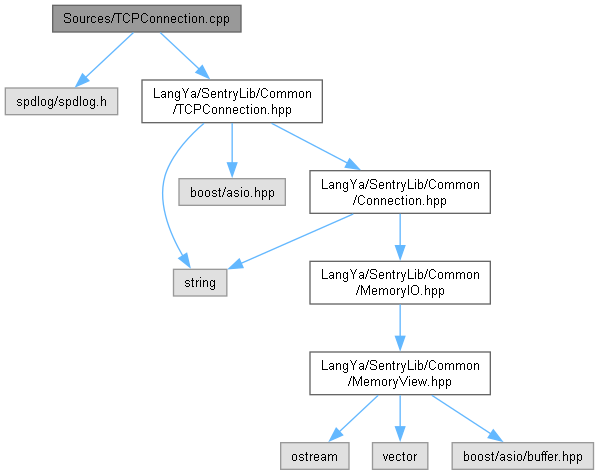 Sources/TCPConnection.cpp
spdlog/spdlog.h
LangYa/SentryLib/Common
/TCPConnection.hpp
boost/asio.hpp
LangYa/SentryLib/Common
/Connection.hpp
string
LangYa/SentryLib/Common
/MemoryIO.hpp
LangYa/SentryLib/Common
/MemoryView.hpp
ostream
vector
boost/asio/buffer.hpp